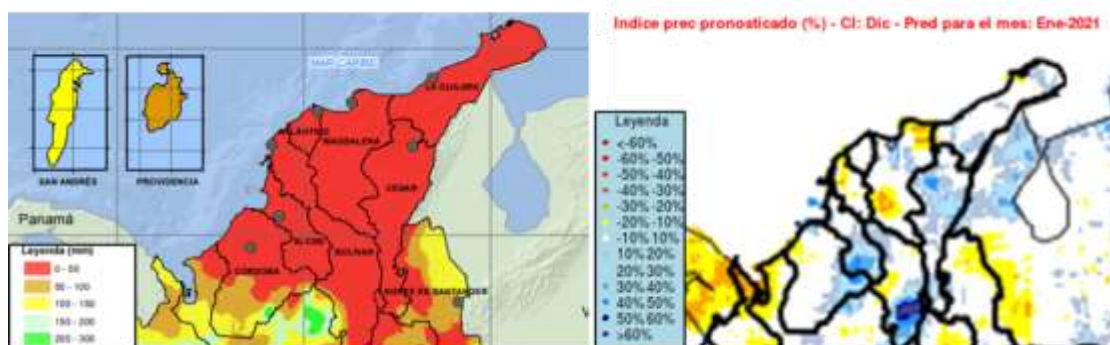 MAR CARIBE
LA GUAJIRA
ATLÁNTICO
MAGDALENA
CESAR
SAN ANDRÉS
PROVIDENCIA
Panamá
SUCRE
BOLIVAR
CÓRDOBA
NORTE DE SANTANDER
Leyenda (mm)
0 - 50
50 - 100
100 - 150
150 - 200
200 - 300
Indice prec pronosticado (%) - CI: Dic - Pred para el mes: Ene-2021
Leyenda
<-60%
-60% -50%
-50% -40%
-40% -30%
-30% -20%
-20% -10%
-10% 10%
10% 20%
20% 30%
30% 40%
40% 50%
50% 60%
>60%